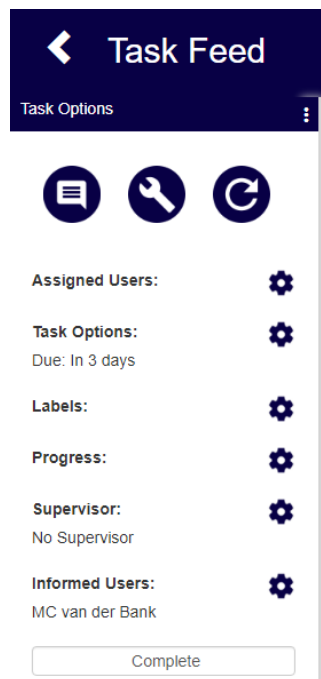 Task Feed
Task Options
Assigned Users:
Task Options:
Due: In 3 days
Labels:
Progress:
Supervisor:
No Supervisor
Informed Users:
MC van der Bank
Complete